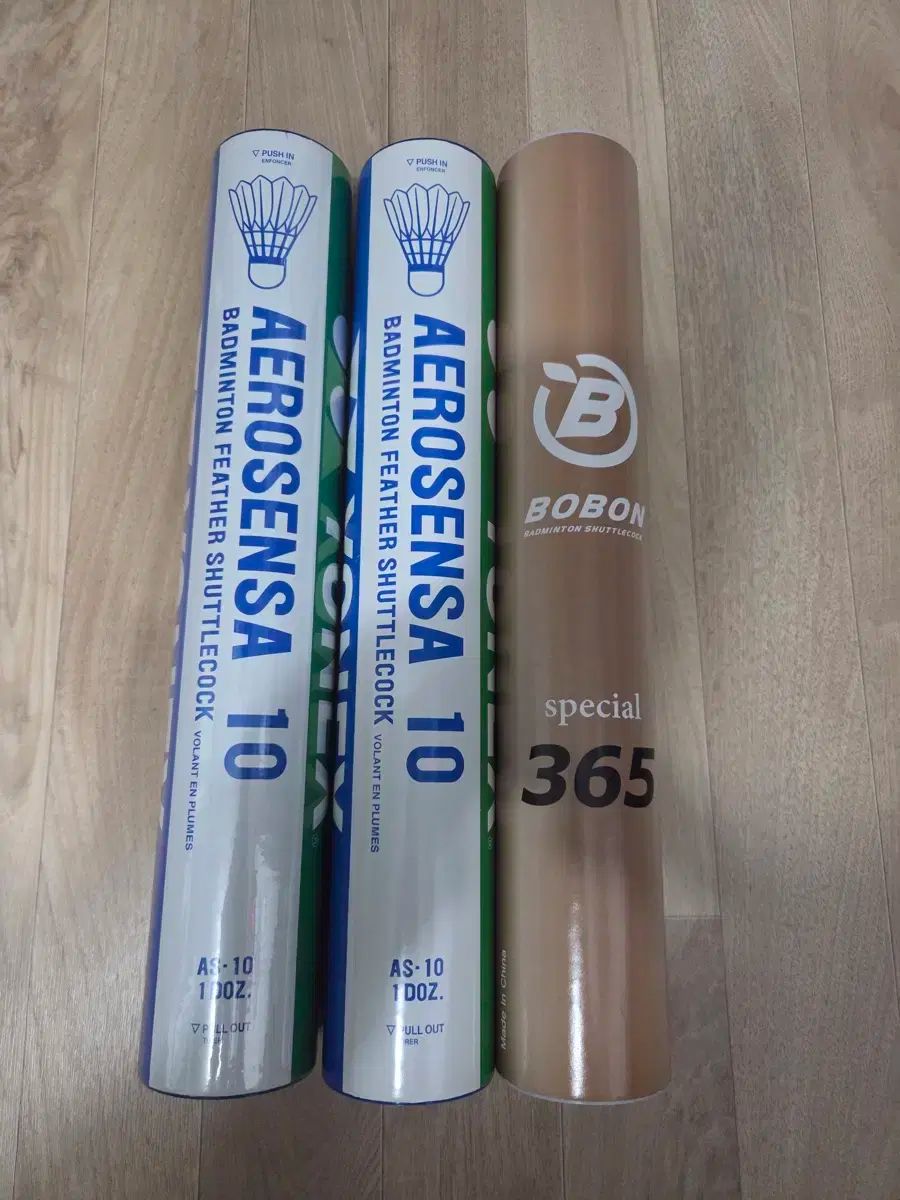 ▽ PUSH IN
ENFONCER
AEROSENSA 10
BADMINTON FEATHER SHUTTLECOCK VOLANT EN PLUMES
AS-10
1 DOZ.
▽ PULL OUT
YONEX
▽ PUSH IN
ENFONCER
AEROSENSA 10
BADMINTON FEATHER SHUTTLECOCK VOLANT EN PLUMES
AS-10
1 DOZ.
▽ PULL OUT
B
BOBON
BADMINTON SHUTTLECOCK
special
365
Made In China